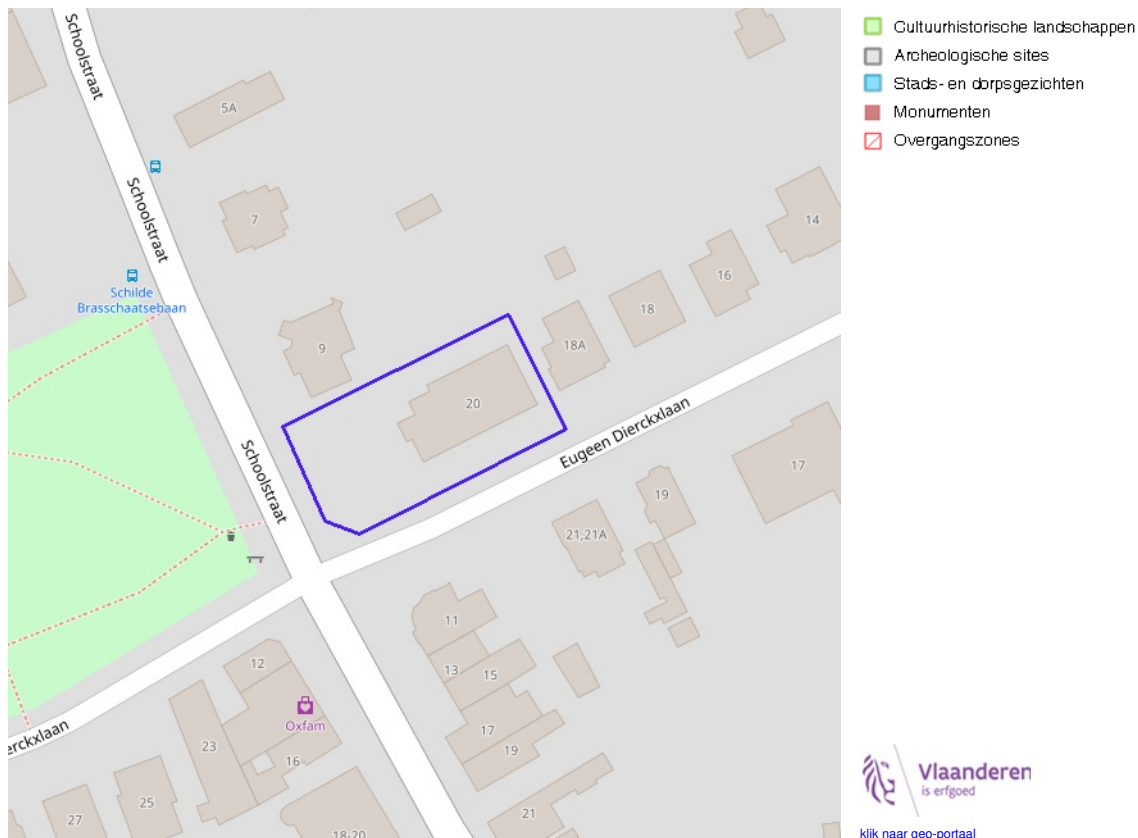 Schoolstraat
5A
Schoolstraat
7
14
16
Schilde
Brasschaatsebaan
18
9
18A
20
Eugeen Dierckxlaan
Schoolstraat
17
19
21,21A
11
13
15
12
Oxfam
17
23
19
16
erckxlaan
25
27
21
18-20
Cultuurhistorische landschappen
Archeologische sites
Stads- en dorpsgezichten
Monumenten
Overgangszones
Vlaanderen
is erfgoed
klik naar geo-portaal